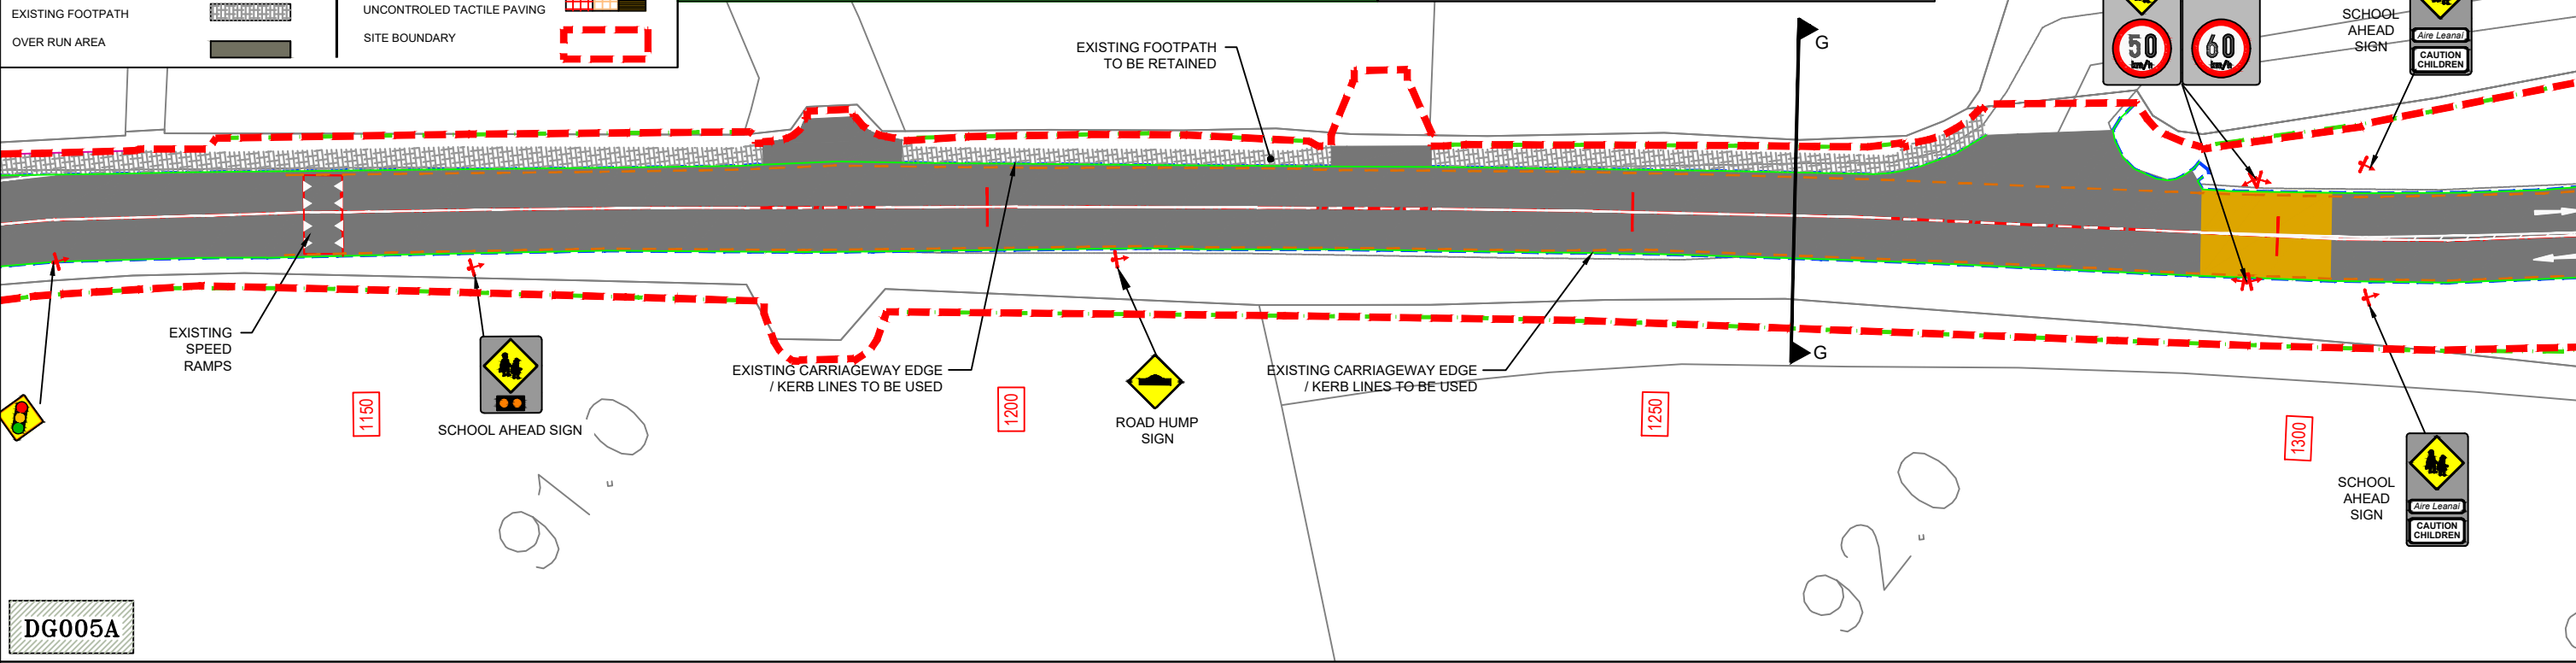 EXISTING FOOTPATH
OVER RUN AREA
UNCONTROLED TACTILE PAVING
SITE BOUNDARY
EXISTING FOOTPATH
TO BE RETAINED
G
50
km/h
60
km/h
SCHOOL
AHEAD
SIGN
Aire Leanaí
CAUTION
CHILDREN
EXISTING
SPEED
RAMPS
SCHOOL AHEAD SIGN
EXISTING CARRIAGEWAY EDGE
/ KERB LINES TO BE USED
ROAD HUMP
SIGN
EXISTING CARRIAGEWAY EDGE
/ KERB LINES TO BE USED
G
1150
1200
1250
1300
91.0
92.0
SCHOOL
AHEAD
SIGN
Aire Leanaí
CAUTION
CHILDREN
DG005A